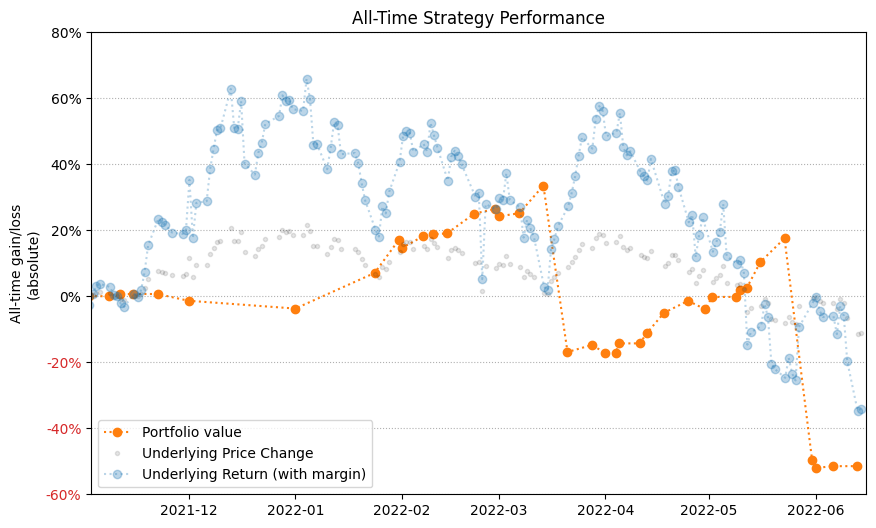 All-Time Strategy Performance
All-time gain/loss
(absolute)
80%
60%
40%
20%
0%
-20%
-40%
-60%
Portfolio value
Underlying Price Change
Underlying Return (with margin)
2021-12
2022-01
2022-02
2022-03
2022-04
2022-05
2022-06